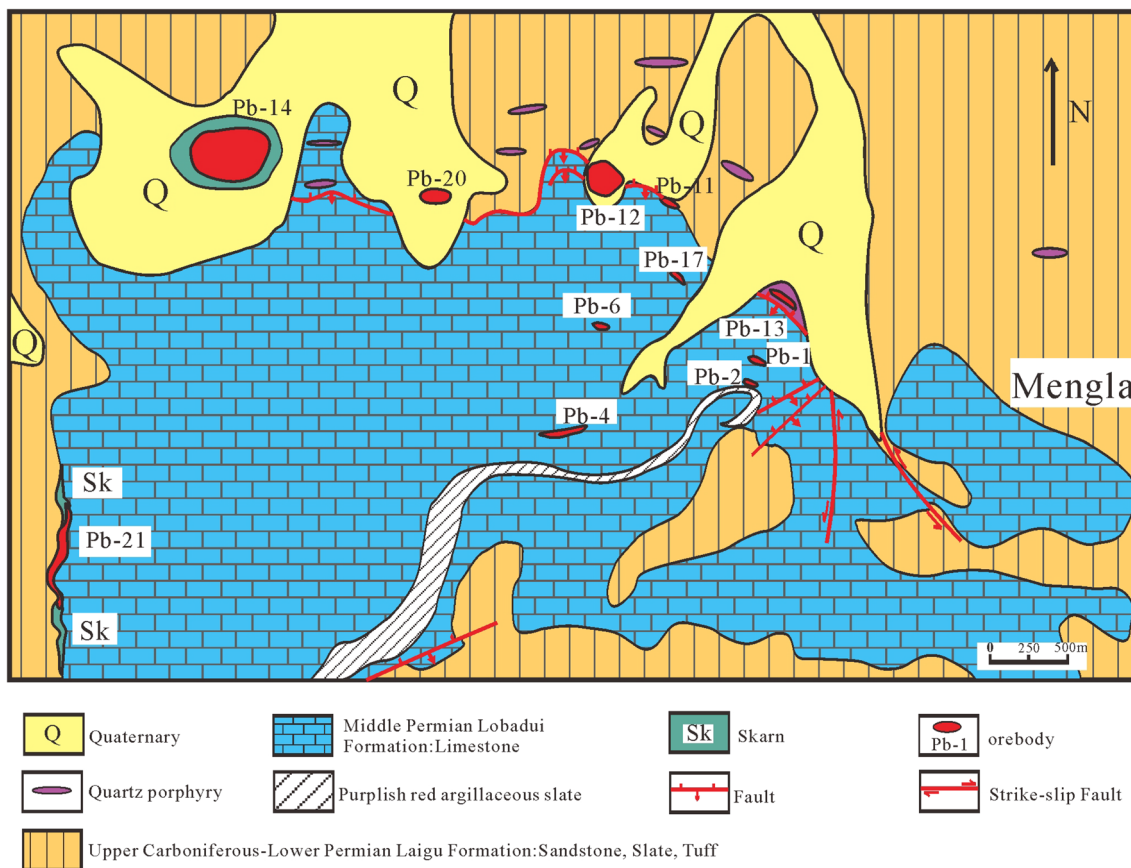 Q
Pb-14
N
Q
Q
Pb-20
Pb-11
Pb-12
Q
Pb-17
Pb-6
Pb-13
Q
Pb-1
Pb-2
Mengla
Pb-4
Sk
Pb-21
Sk
0 250 500m
Q Quaternary
Middle Permian Lobadui
Formation:Limestone
Sk Skarn
Pb-1 orebody
Quartz porphyry
Purplish red argillaceous slate
Fault
Strike-slip Fault
Upper Carboniferous-Lower Permian Laigu Formation:Sandstone, Slate, Tuff